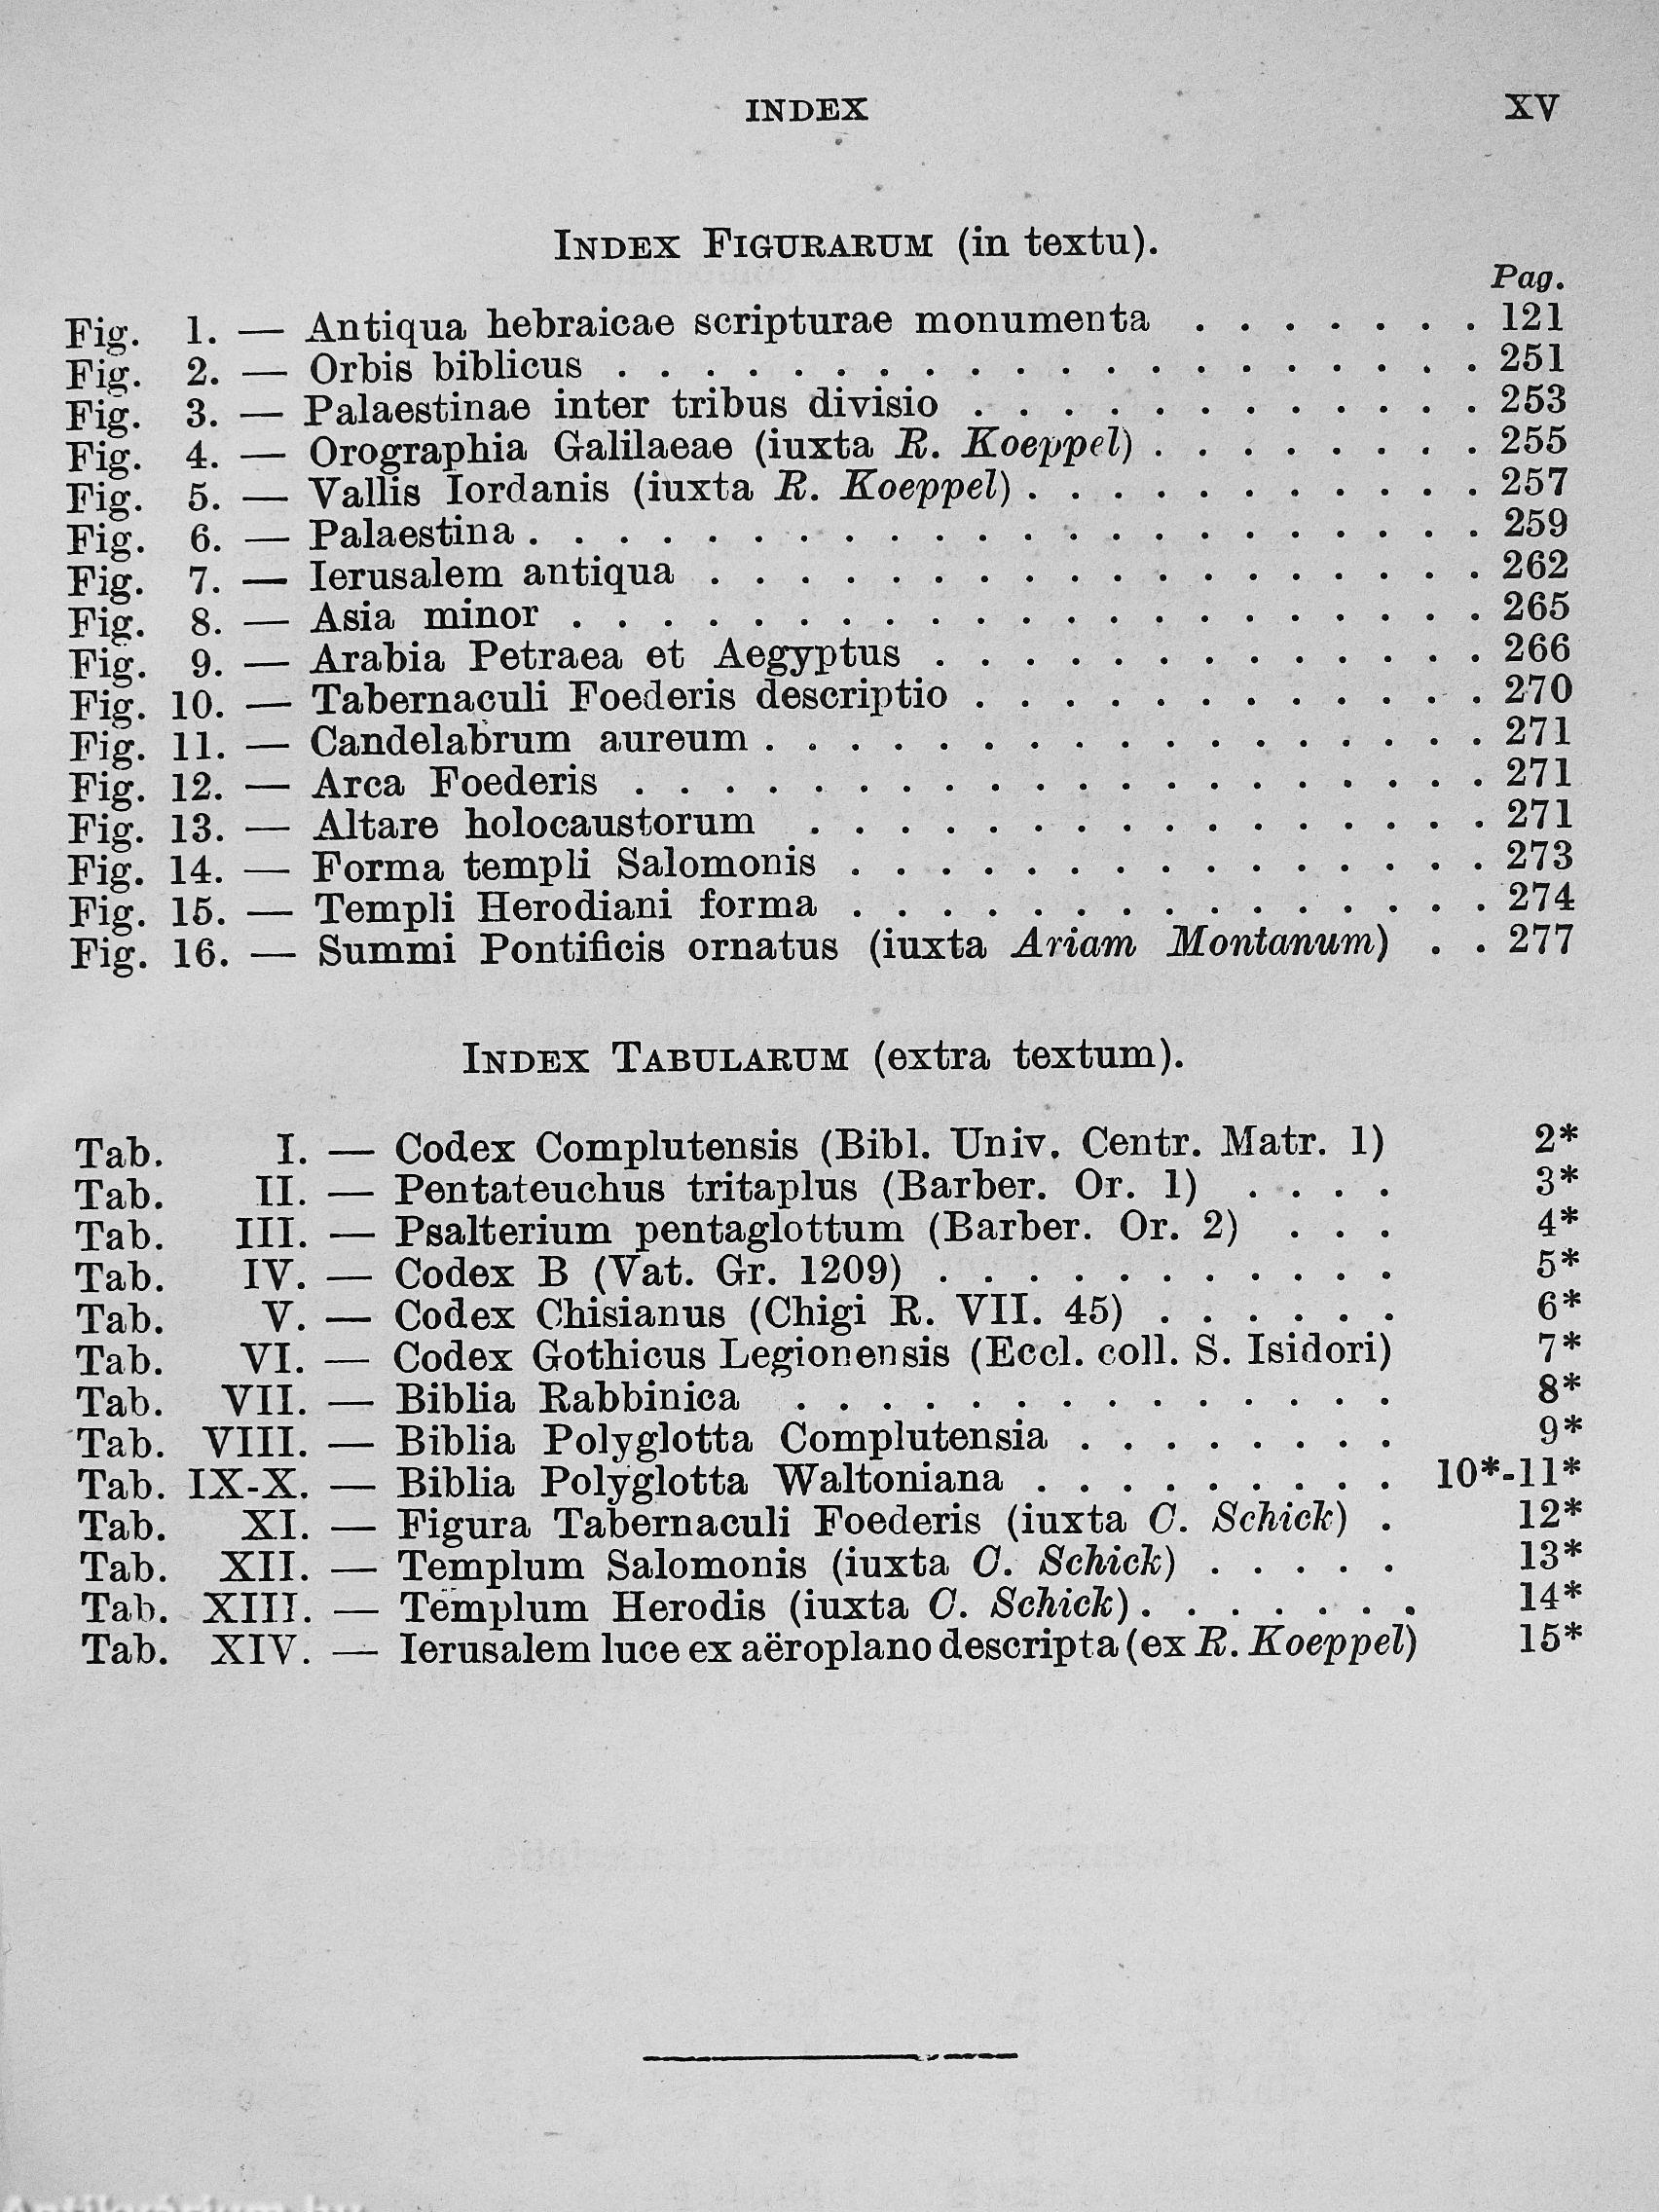 INDEX XV
INDEX FIGURARUM (in textu).
Pag.
Fig. 1. — Antiqua hebraicae scripturae monumenta . . . . . . . 121
Fig. 2. — Orbis biblicus . . . . . . . . . . . . . . . . . . . . 251
Fig. 3. — Palaestinae inter tribus divisio . . . . . . . . . . . . 253
Fig. 4. — Orographia Galilaeae (iuxta R. Koeppel) . . . . . . . . 255
Fig. 5. — Vallis Iordanis (iuxta R. Koeppel) . . . . . . . . . . . 257
Fig. 6. — Palaestina . . . . . . . . . . . . . . . . . . . . . . 259
Fig. 7. — Ierusalem antiqua . . . . . . . . . . . . . . . . . . 262
Fig. 8. — Asia minor . . . . . . . . . . . . . . . . . . . . . 265
Fig. 9. — Arabia Petraea et Aegyptus . . . . . . . . . . . . . 266
Fig. 10. — Tabernaculi Foederis descriptio . . . . . . . . . . . . 270
Fig. 11. — Candelabrum aureum . . . . . . . . . . . . . . . . . 271
Fig. 12. — Arca Foederis . . . . . . . . . . . . . . . . . . . . 271
Fig. 13. — Altare holocaustorum . . . . . . . . . . . . . . . . 271
Fig. 14. — Forma templi Salomonis . . . . . . . . . . . . . . . 273
Fig. 15. — Templi Herodiani forma . . . . . . . . . . . . . . . 274
Fig. 16. — Summi Pontificis ornatus (iuxta Ariam Montanum) . . 277
INDEX TABULARUM (extra textum).
Tab. I. — Codex Complutensis (Bibl. Univ. Centr. Matr. 1) 2*
Tab. II. — Pentateuchus tritaplus (Barber. Or. 1) . . . . 3*
Tab. III. — Psalterium pentaglottum (Barber. Or. 2) . . . 4*
Tab. IV. — Codex B (Vat. Gr. 1209) . . . . . . . . . . . 5*
Tab. V. — Codex Chisianus (Chigi R. VII. 45) . . . . . . 6*
Tab. VI. — Codex Gothicus Legionensis (Eccl. coll. S. Isidori) 7*
Tab. VII. — Biblia Rabbinica . . . . . . . . . . . . . . 8*
Tab. VIII. — Biblia Polyglotta Complutensia . . . . . . . . 9*
Tab. IX-X. — Biblia Polyglotta Waltoniana . . . . . . . . . 10*-11*
Tab. XI. — Figura Tabernaculi Foederis (iuxta C. Schick) . 12*
Tab. XII. — Templum Salomonis (iuxta C. Schick) . . . . . 13*
Tab. XIII. — Templum Herodis (iuxta C. Schick) . . . . . . . 14*
Tab. XIV. — Ierusalem luce ex aëroplano descripta (ex R. Koeppel) 15*